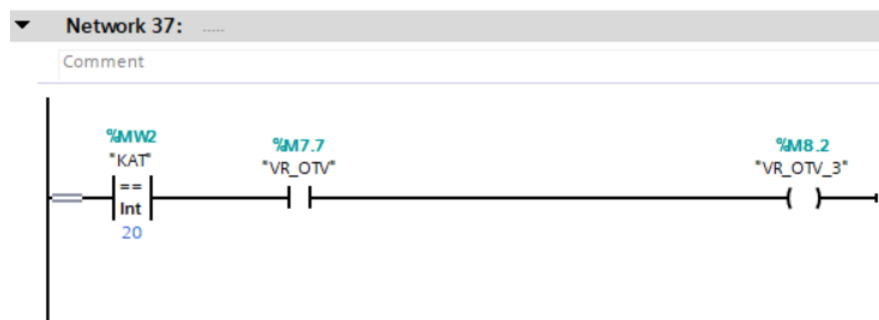 Network 37: .....
Comment
%MW2
"KAT"
==
Int
20
%M7.7
"VR_OTV"
%M8.2
"VR_OTV_3"